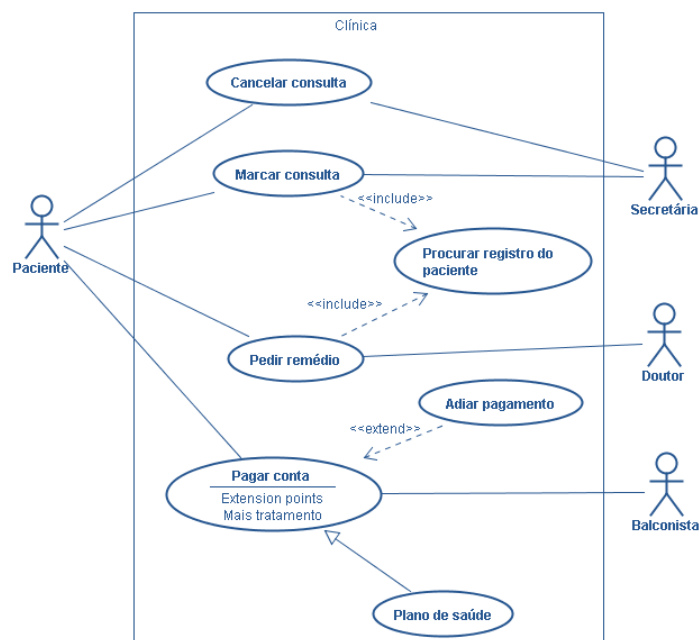 Clínica
Cancelar consulta
Marcar consulta
<<include>>
Secretária
Procurar registro do
paciente
Paciente
<<include>>
Pedir remédio
Doutor
Adiar pagamento
<<extend>>
Pagar conta
Extension points
Mais tratamento
Balconista
Plano de saúde